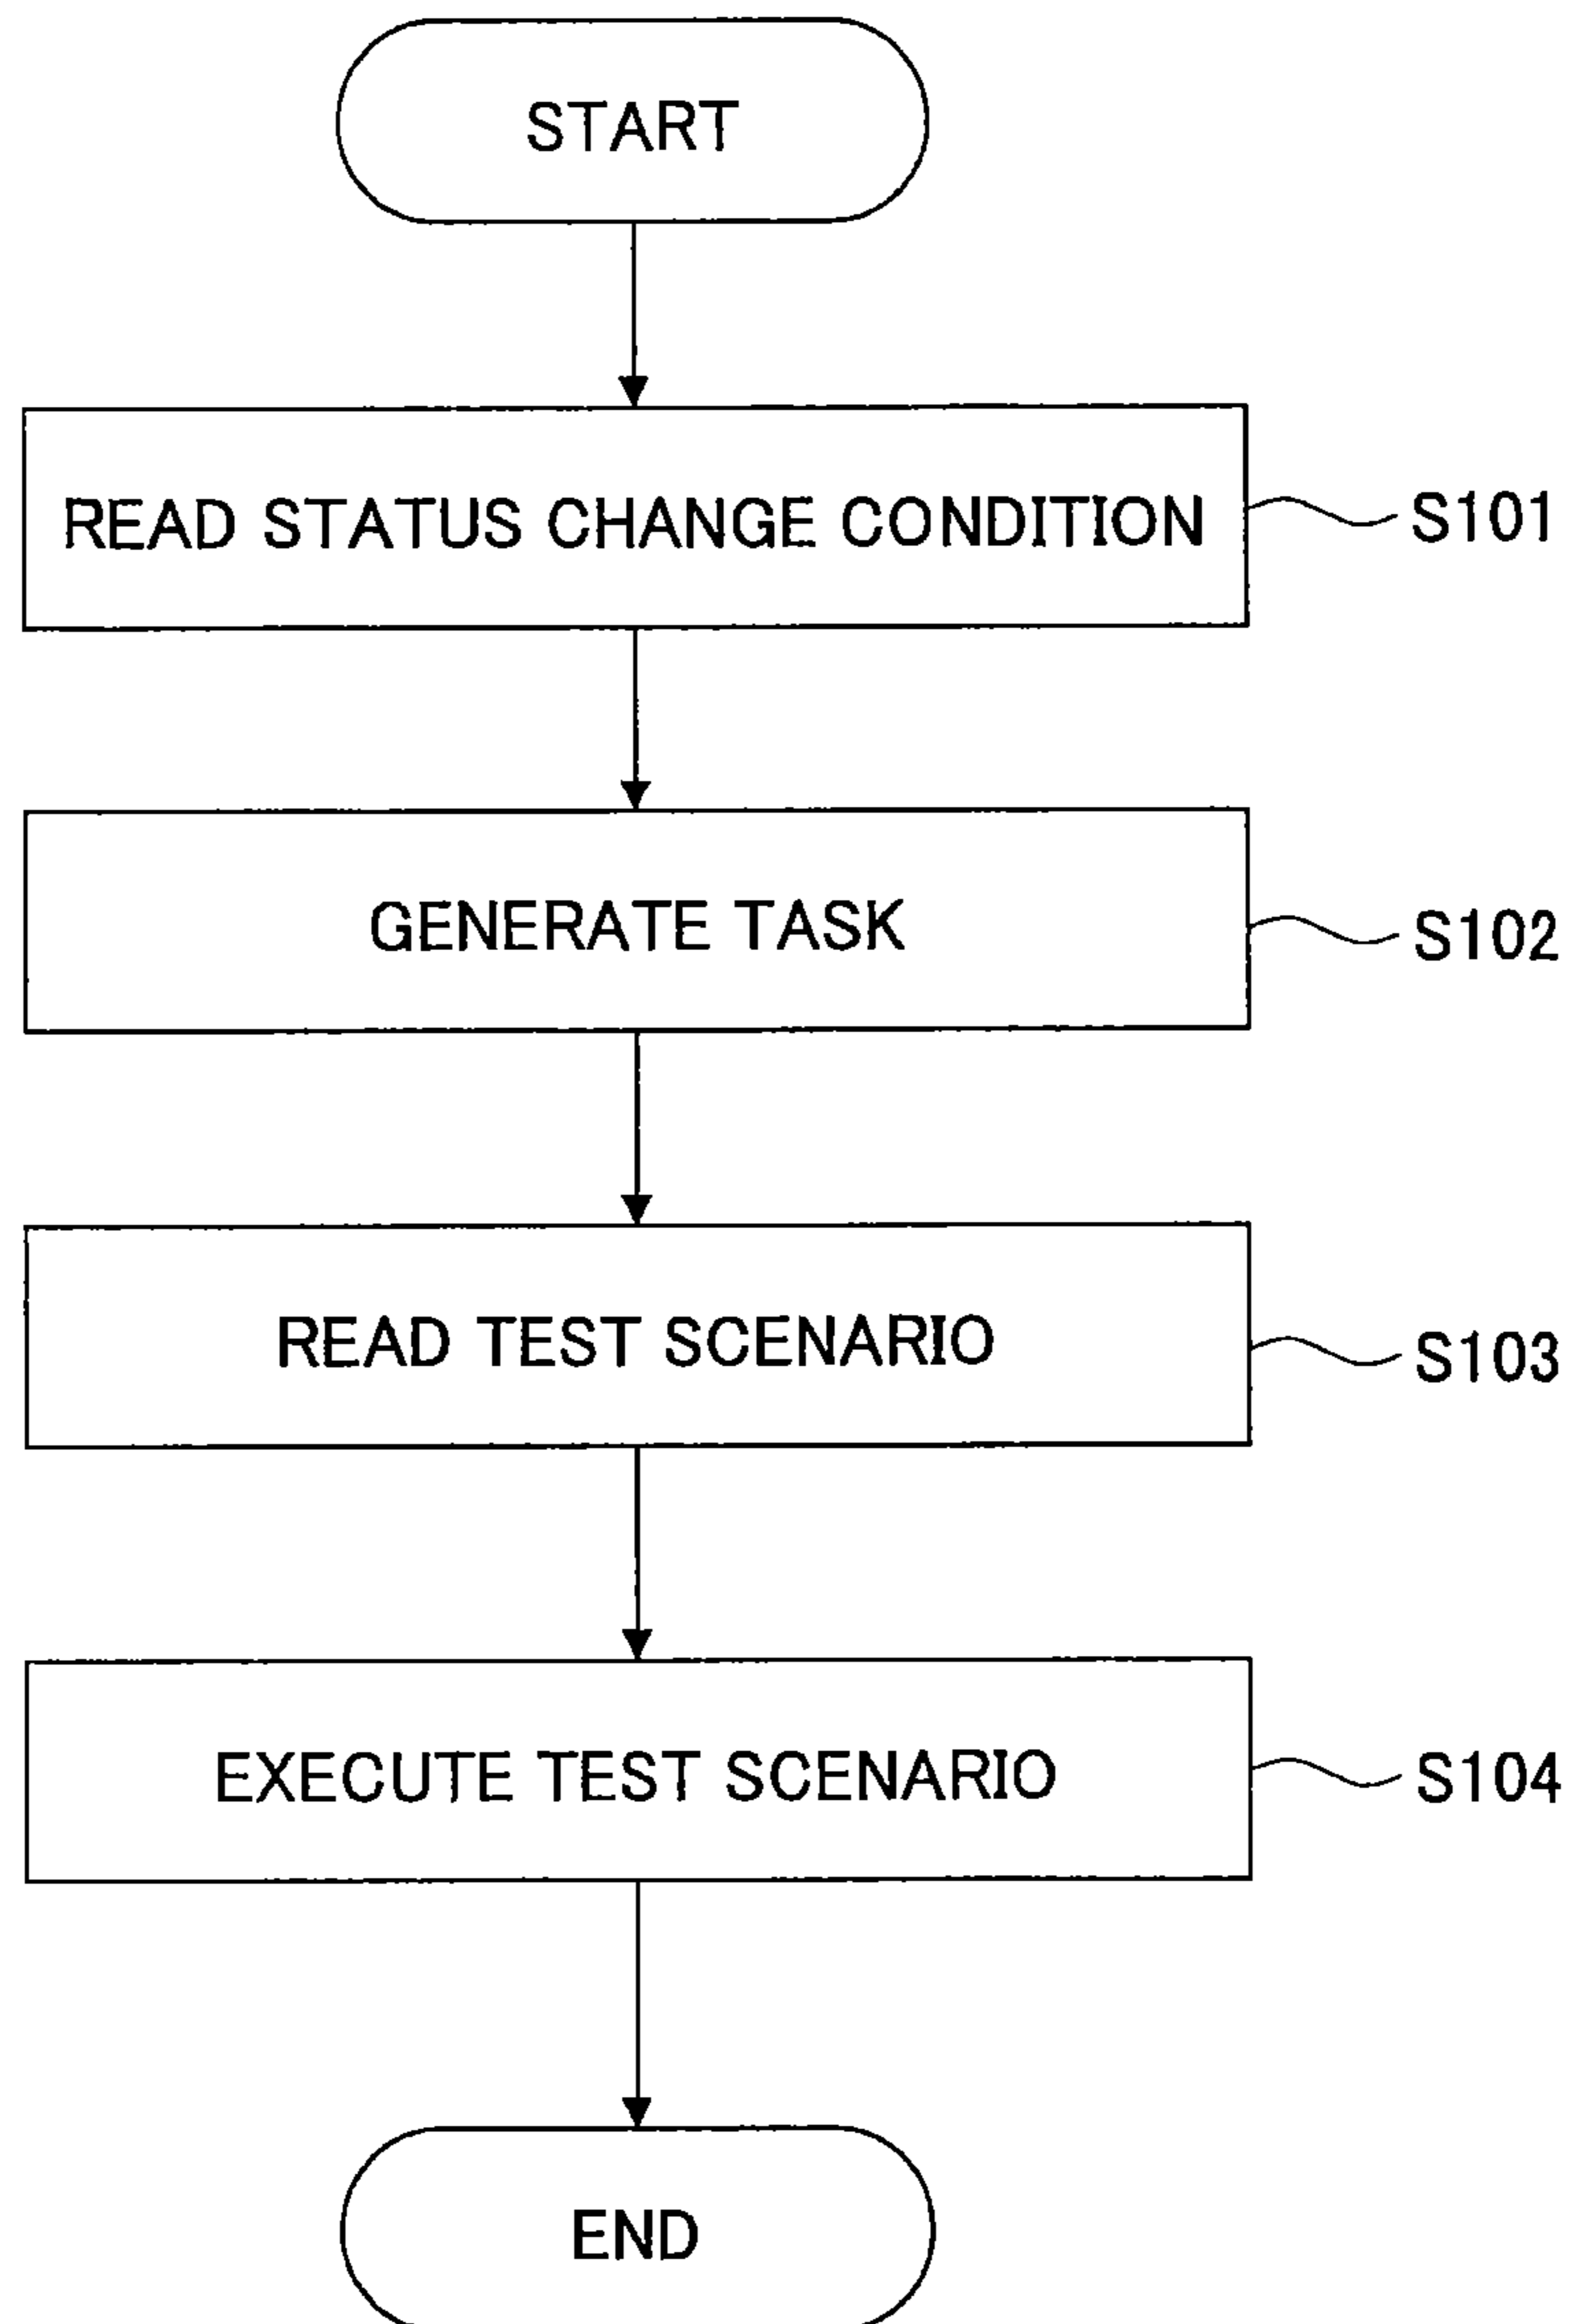 START
READ STATUS CHANGE CONDITION
S101
GENERATE TASK
S102
READ TEST SCENARIO
S103
EXECUTE TEST SCENARIO
S104
END